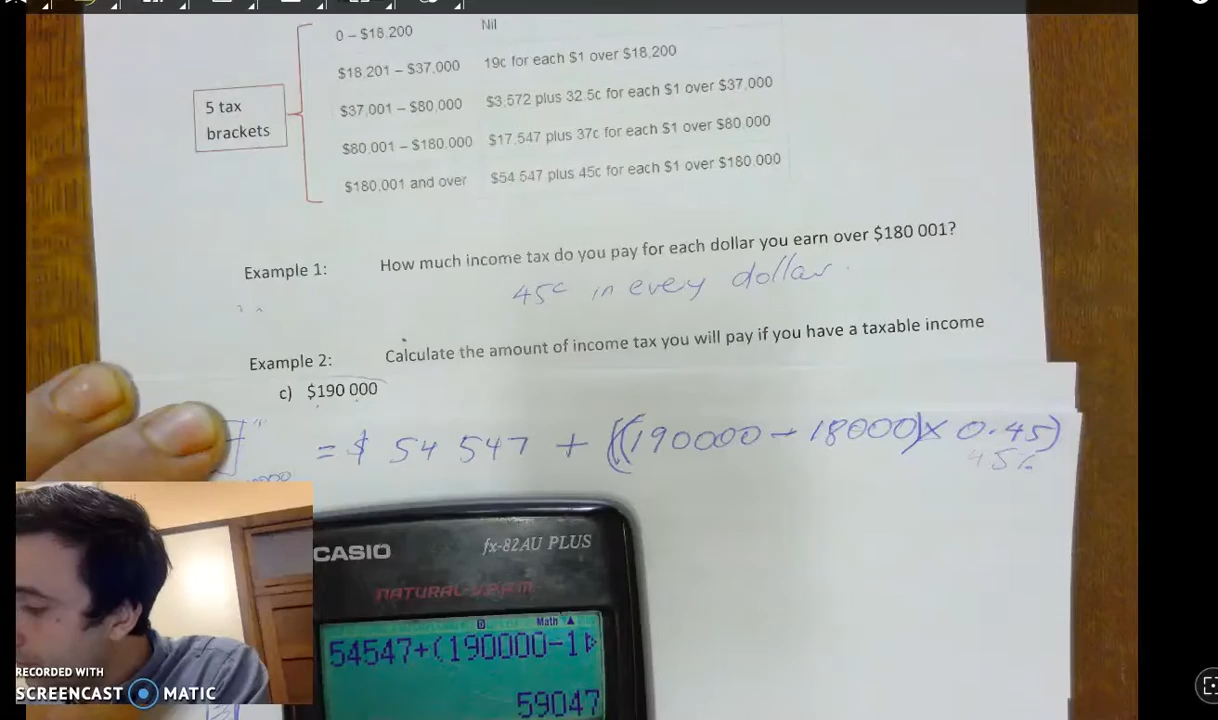 0 – $18,200 Nil
$18,201 – $37,000 19c for each $1 over $18,200
5 tax
brackets
$37,001 – $80,000 $3,572 plus 32.5c for each $1 over $37,000
$80,001 – $180,000 $17,547 plus 37c for each $1 over $80,000
$180,001 and over $54 547 plus 45c for each $1 over $180,000
Example 1: How much income tax do you pay for each dollar you earn over $180 001?
45c in every dollar.
Example 2: Calculate the amount of income tax you will pay if you have a taxable income
c) $190 000
= $ 54 547 + ((190000 - 18000) × 0.45)
45%
CASIO fx-82AU PLUS
NATURAL-V.P.A.M.
D Math ▲
54547+(190000-1
59047
RECORDED WITH
SCREENCAST MATIC